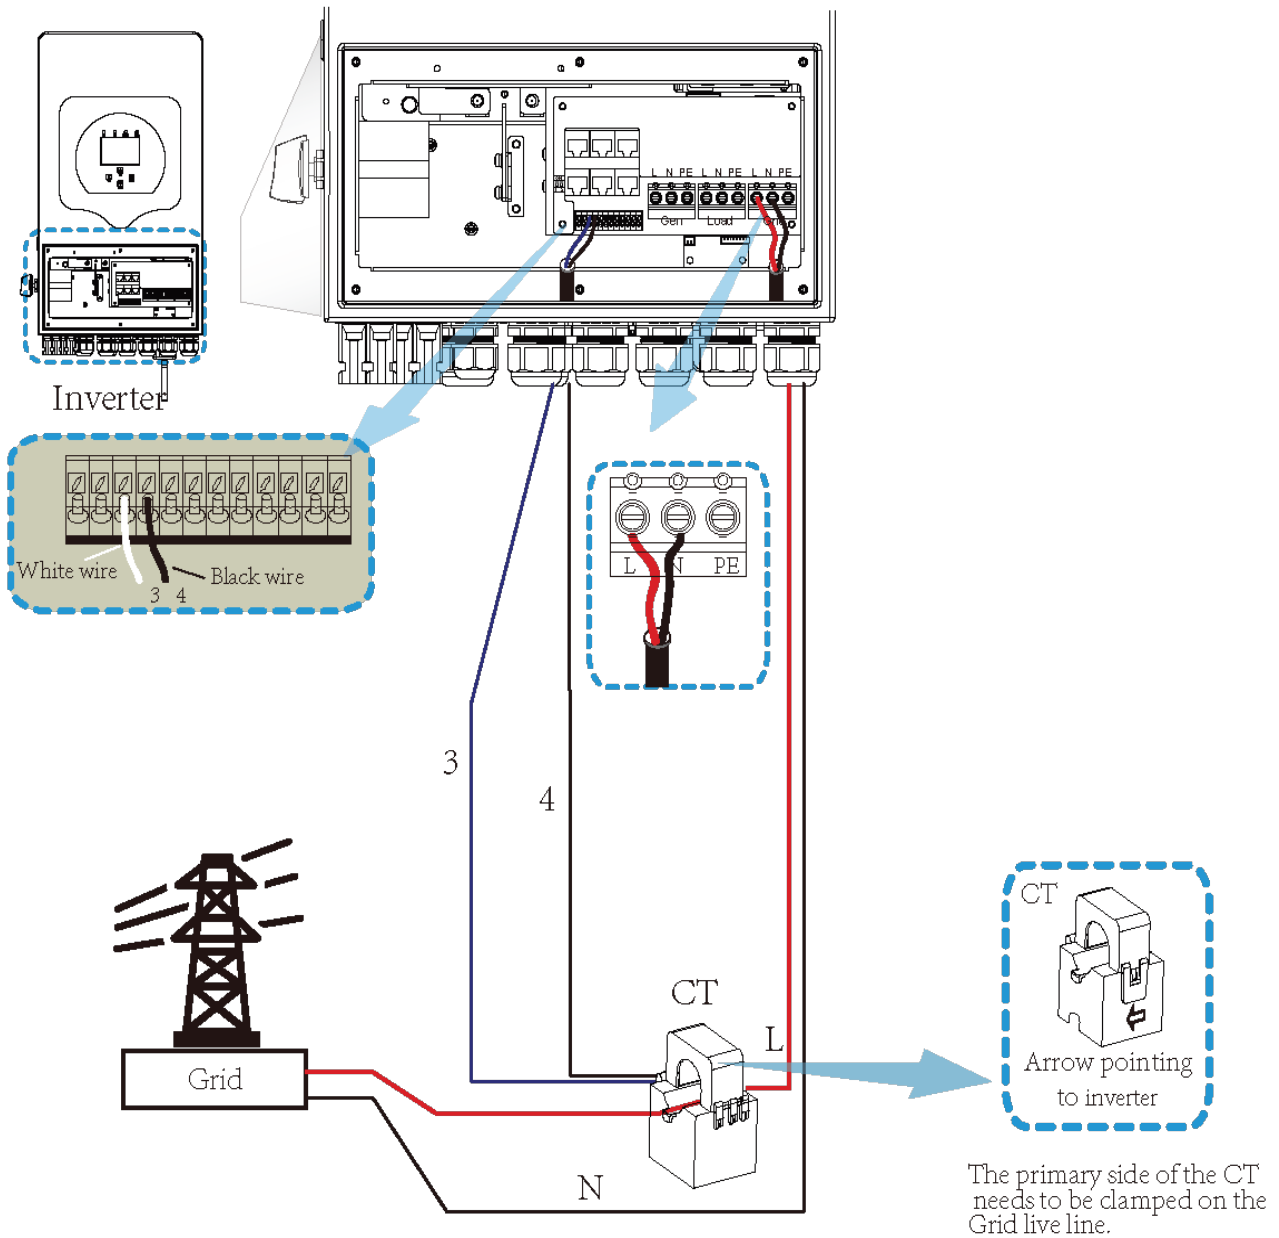 L N PE L N PE L N PE
Gen Load Grid
Inverter
White wire
Black wire
3 4
L N PE
3
4
CT
CT
L
Arrow pointing
to inverter
Grid
N
The primary side of the CT
needs to be clamped on the
Grid live line.